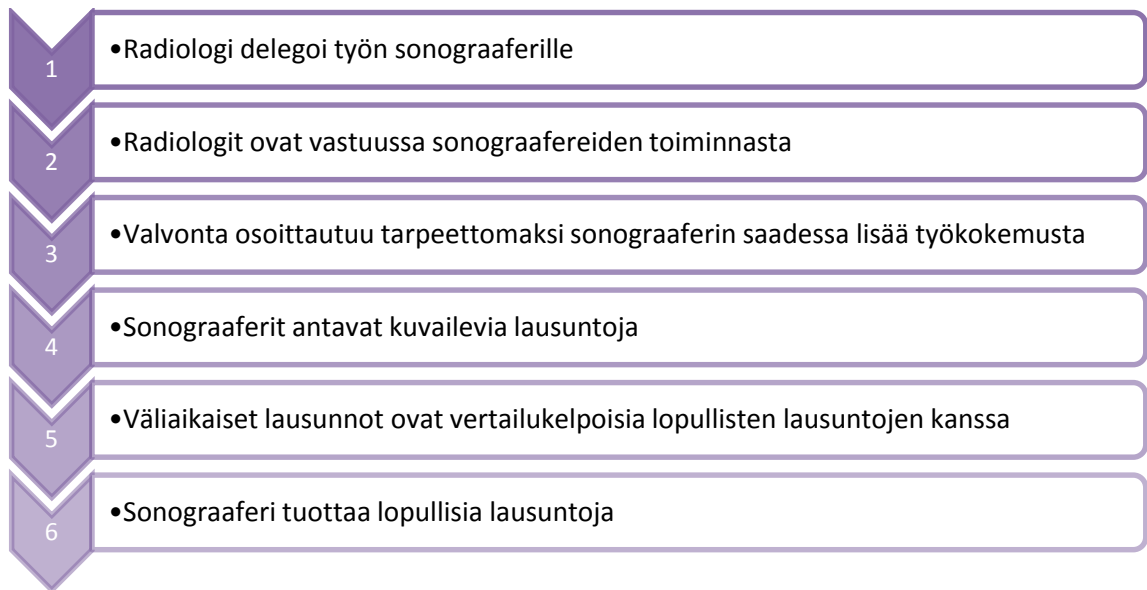 1
•Radiologi delegoi työn sonograaferille
2
•Radiologit ovat vastuussa sonograafereiden toiminnasta
3
•Valvonta osoittautuu tarpeettomaksi sonograaferin saadessa lisää työkokemusta
4
•Sonograaferit antavat kuvailevia lausuntoja
5
•Väliaikaiset lausunnot ovat vertailukelpoisia lopullisten lausuntojen kanssa
6
•Sonograaferi tuottaa lopullisia lausuntoja